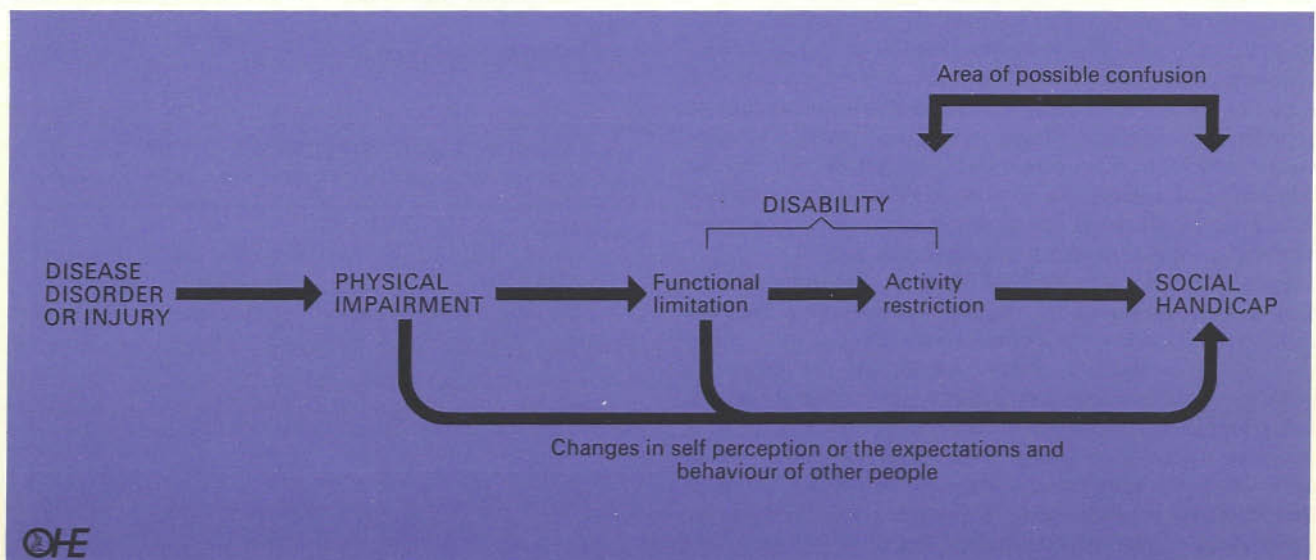 Area of possible confusion
DISABILITY
DISEASE
DISORDER
OR INJURY
PHYSICAL
IMPAIRMENT
Functional
limitation
Activity
restriction
SOCIAL
HANDICAP
Changes in self perception or the expectations and
behaviour of other people
OHE